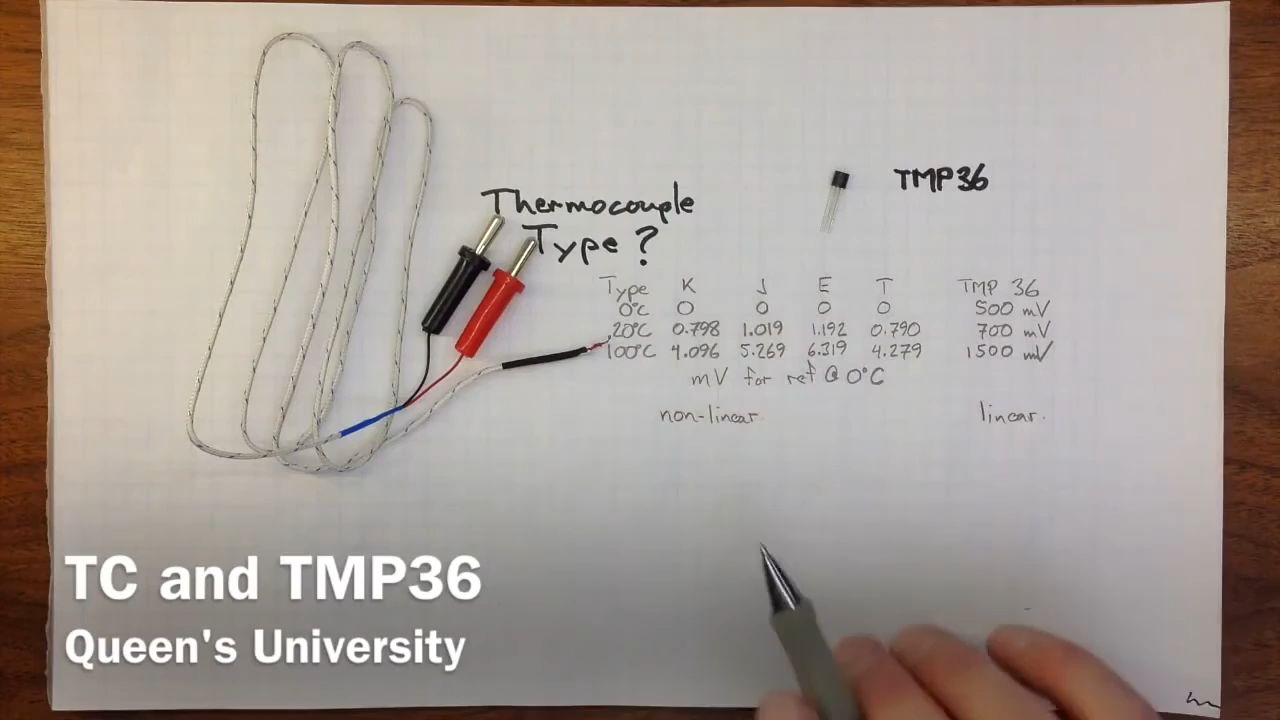 TMP36
Thermocouple
Type ?
Type K J E T TMP 36
0°C 0 0 0 0 500 mV
20°C 0.798 1.019 1.192 0.790 700 mV
100°C 4.096 5.269 6.319 4.279 1500 mV
mV for ref @ 0°C
non-linear. linear.
TC and TMP36
Queen's University